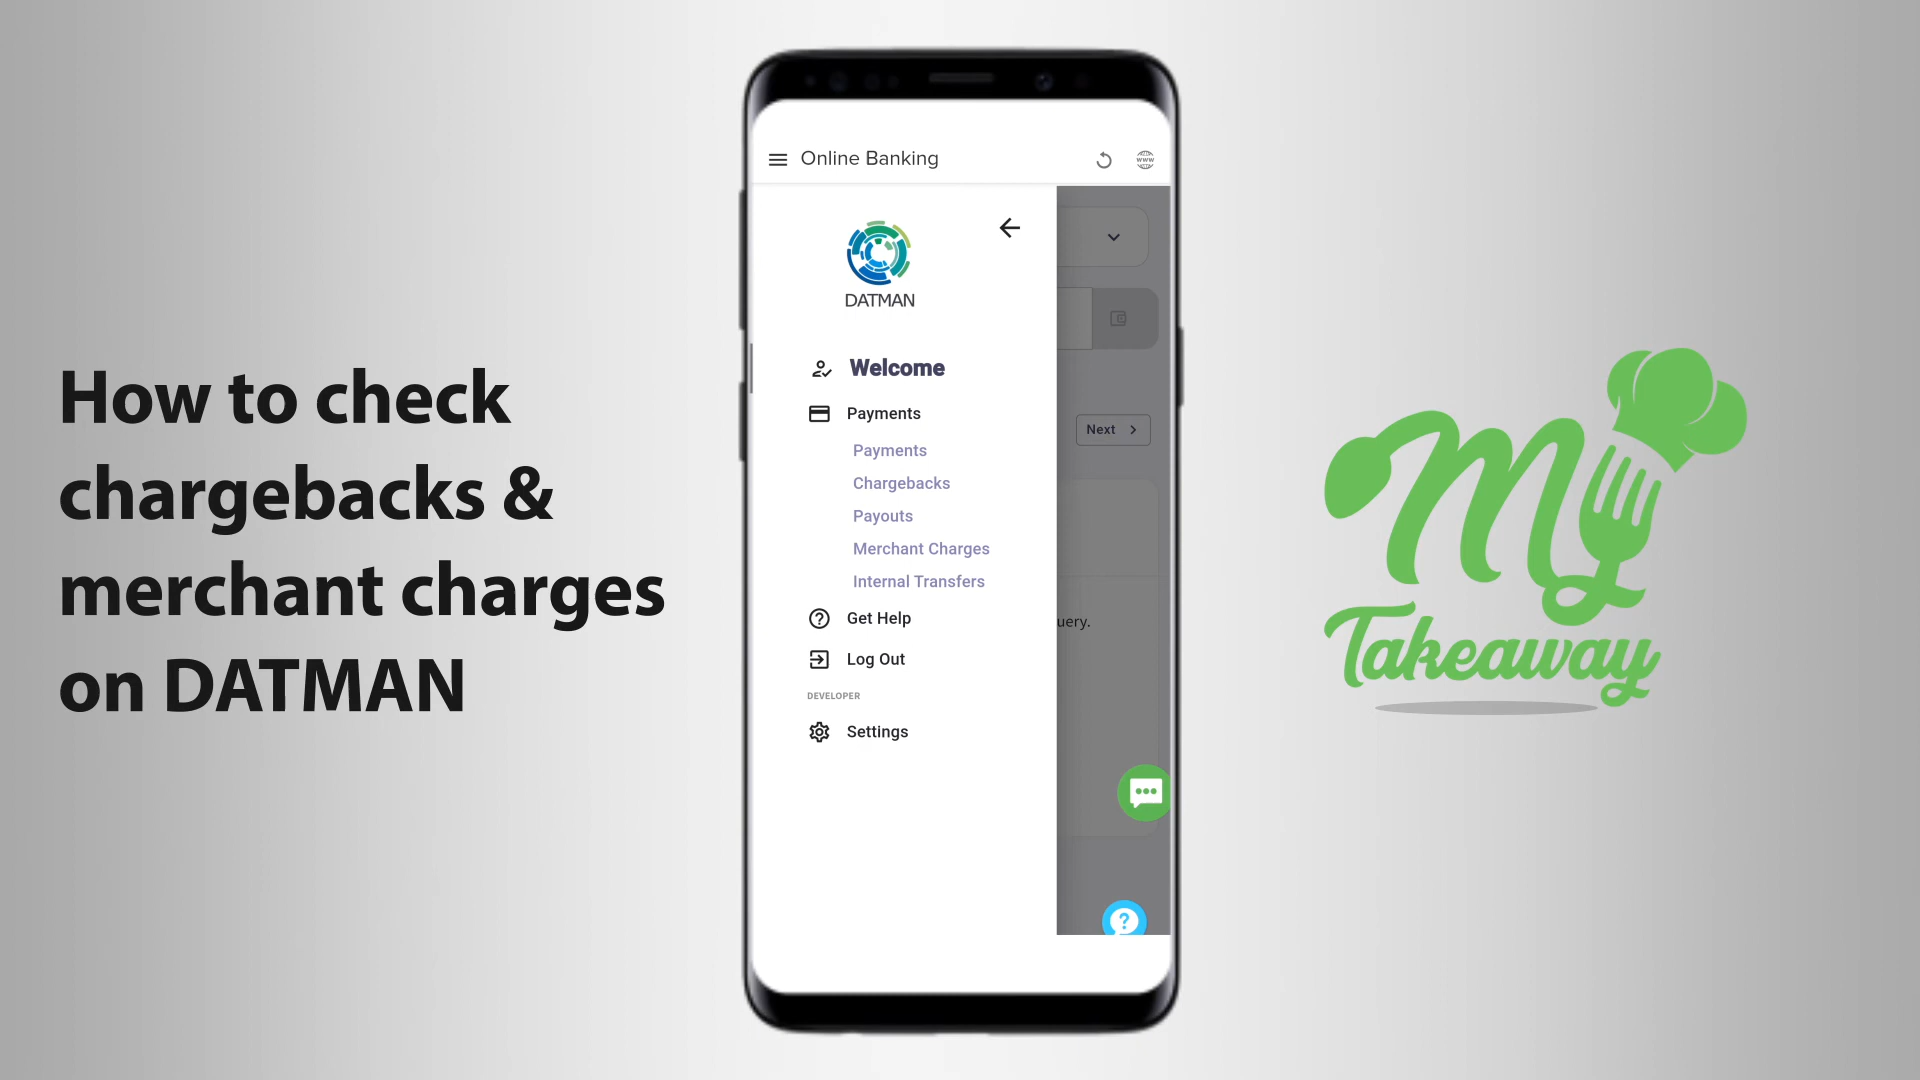 How to check
chargebacks &
merchant charges
on DATMAN
Online Banking
www
DATMAN
Welcome
Payments
Payments
Chargebacks
Payouts
Merchant Charges
Internal Transfers
Get Help
Log Out
DEVELOPER
Settings
Next
uery.
My
Takeaway